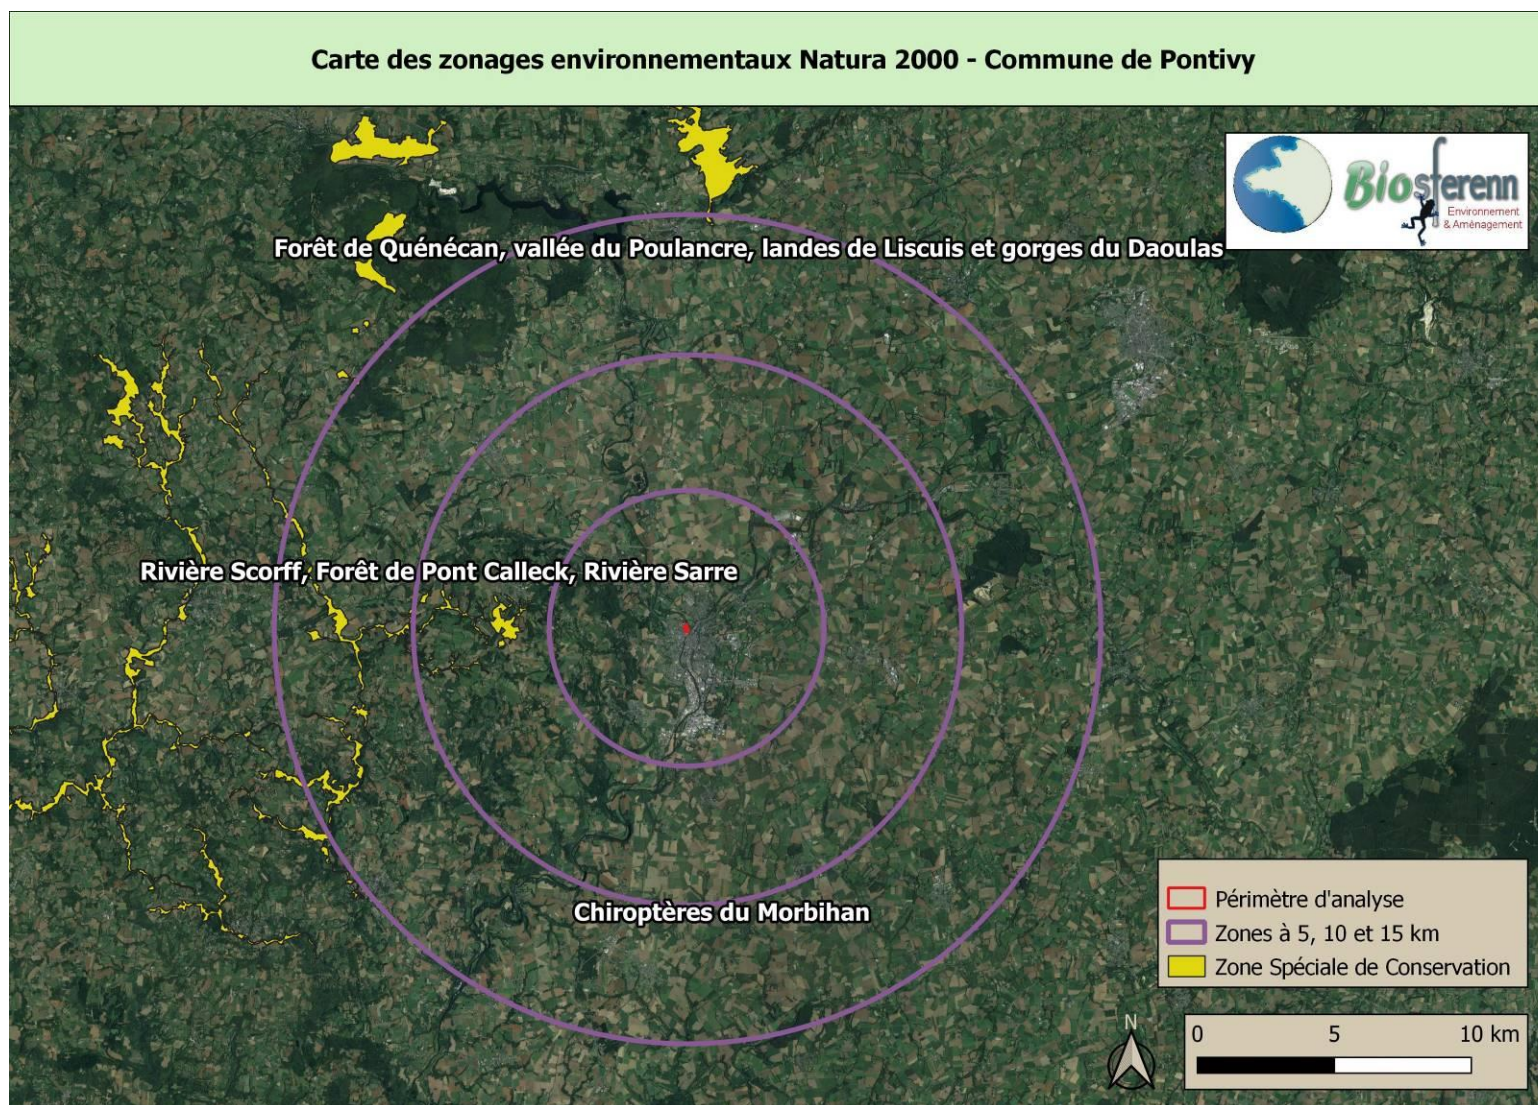 Carte des zonages environnementaux Natura 2000 - Commune de Pontivy
Biosferenn
Environnement
& Aménagement
Forêt de Quénécan, vallée du Poulancre, landes de Liscuis et gorges du Daoulas
Rivière Scorff, Forêt de Pont Calleck, Rivière Sarre
Chiroptères du Morbihan
Périmètre d'analyse
Zones à 5, 10 et 15 km
Zone Spéciale de Conservation
N
0 5 10 km